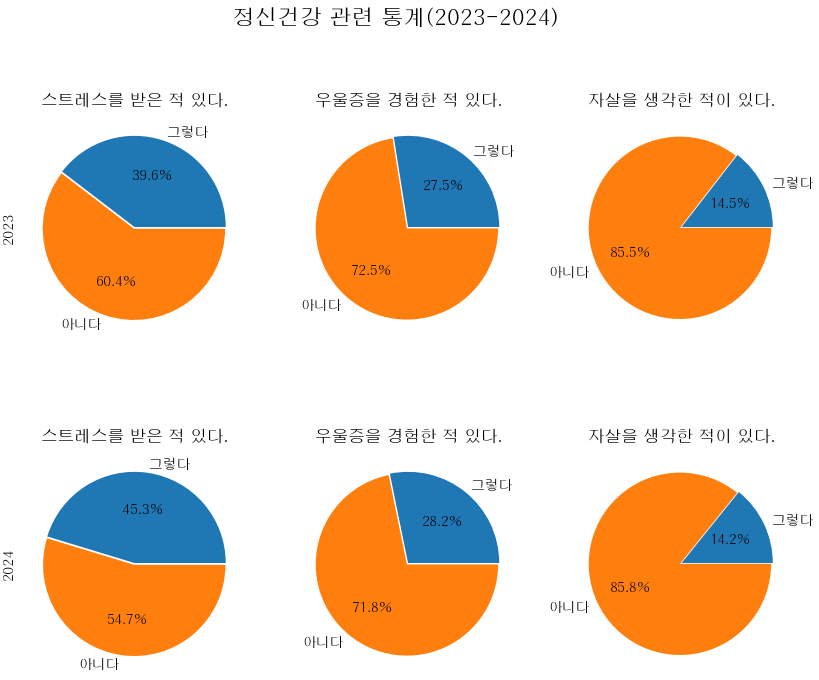 정신건강 관련 통계(2023-2024)
스트레스를 받은 적 있다.
우울증을 경험한 적 있다.
자살을 생각한 적이 있다.
2023
그렇다
39.6%
60.4%
아니다
그렇다
27.5%
72.5%
아니다
그렇다
14.5%
85.5%
아니다
스트레스를 받은 적 있다.
우울증을 경험한 적 있다.
자살을 생각한 적이 있다.
2024
그렇다
45.3%
54.7%
아니다
그렇다
28.2%
71.8%
아니다
그렇다
14.2%
85.8%
아니다